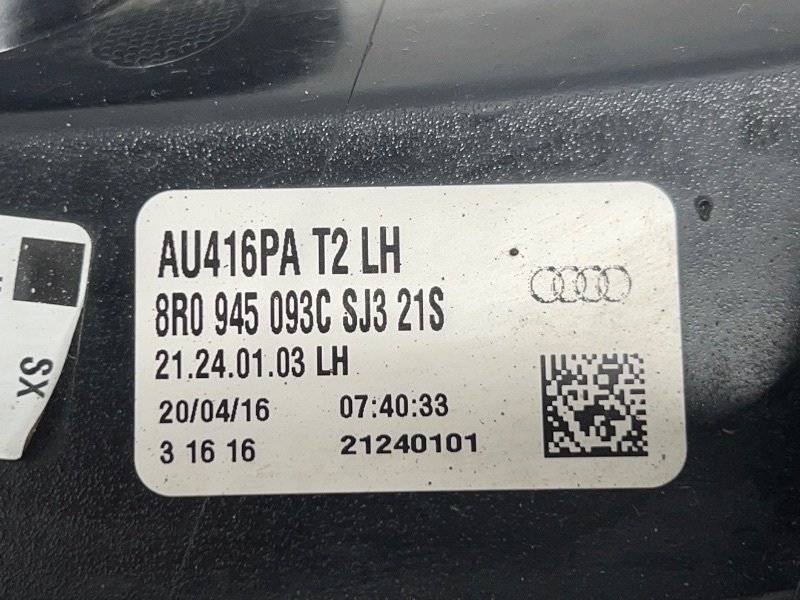 AU416PA T2 LH
8R0 945 093C SJ3 21S
21.24.01.03 LH
20/04/16 07:40:33
3 16 16 21240101
SX